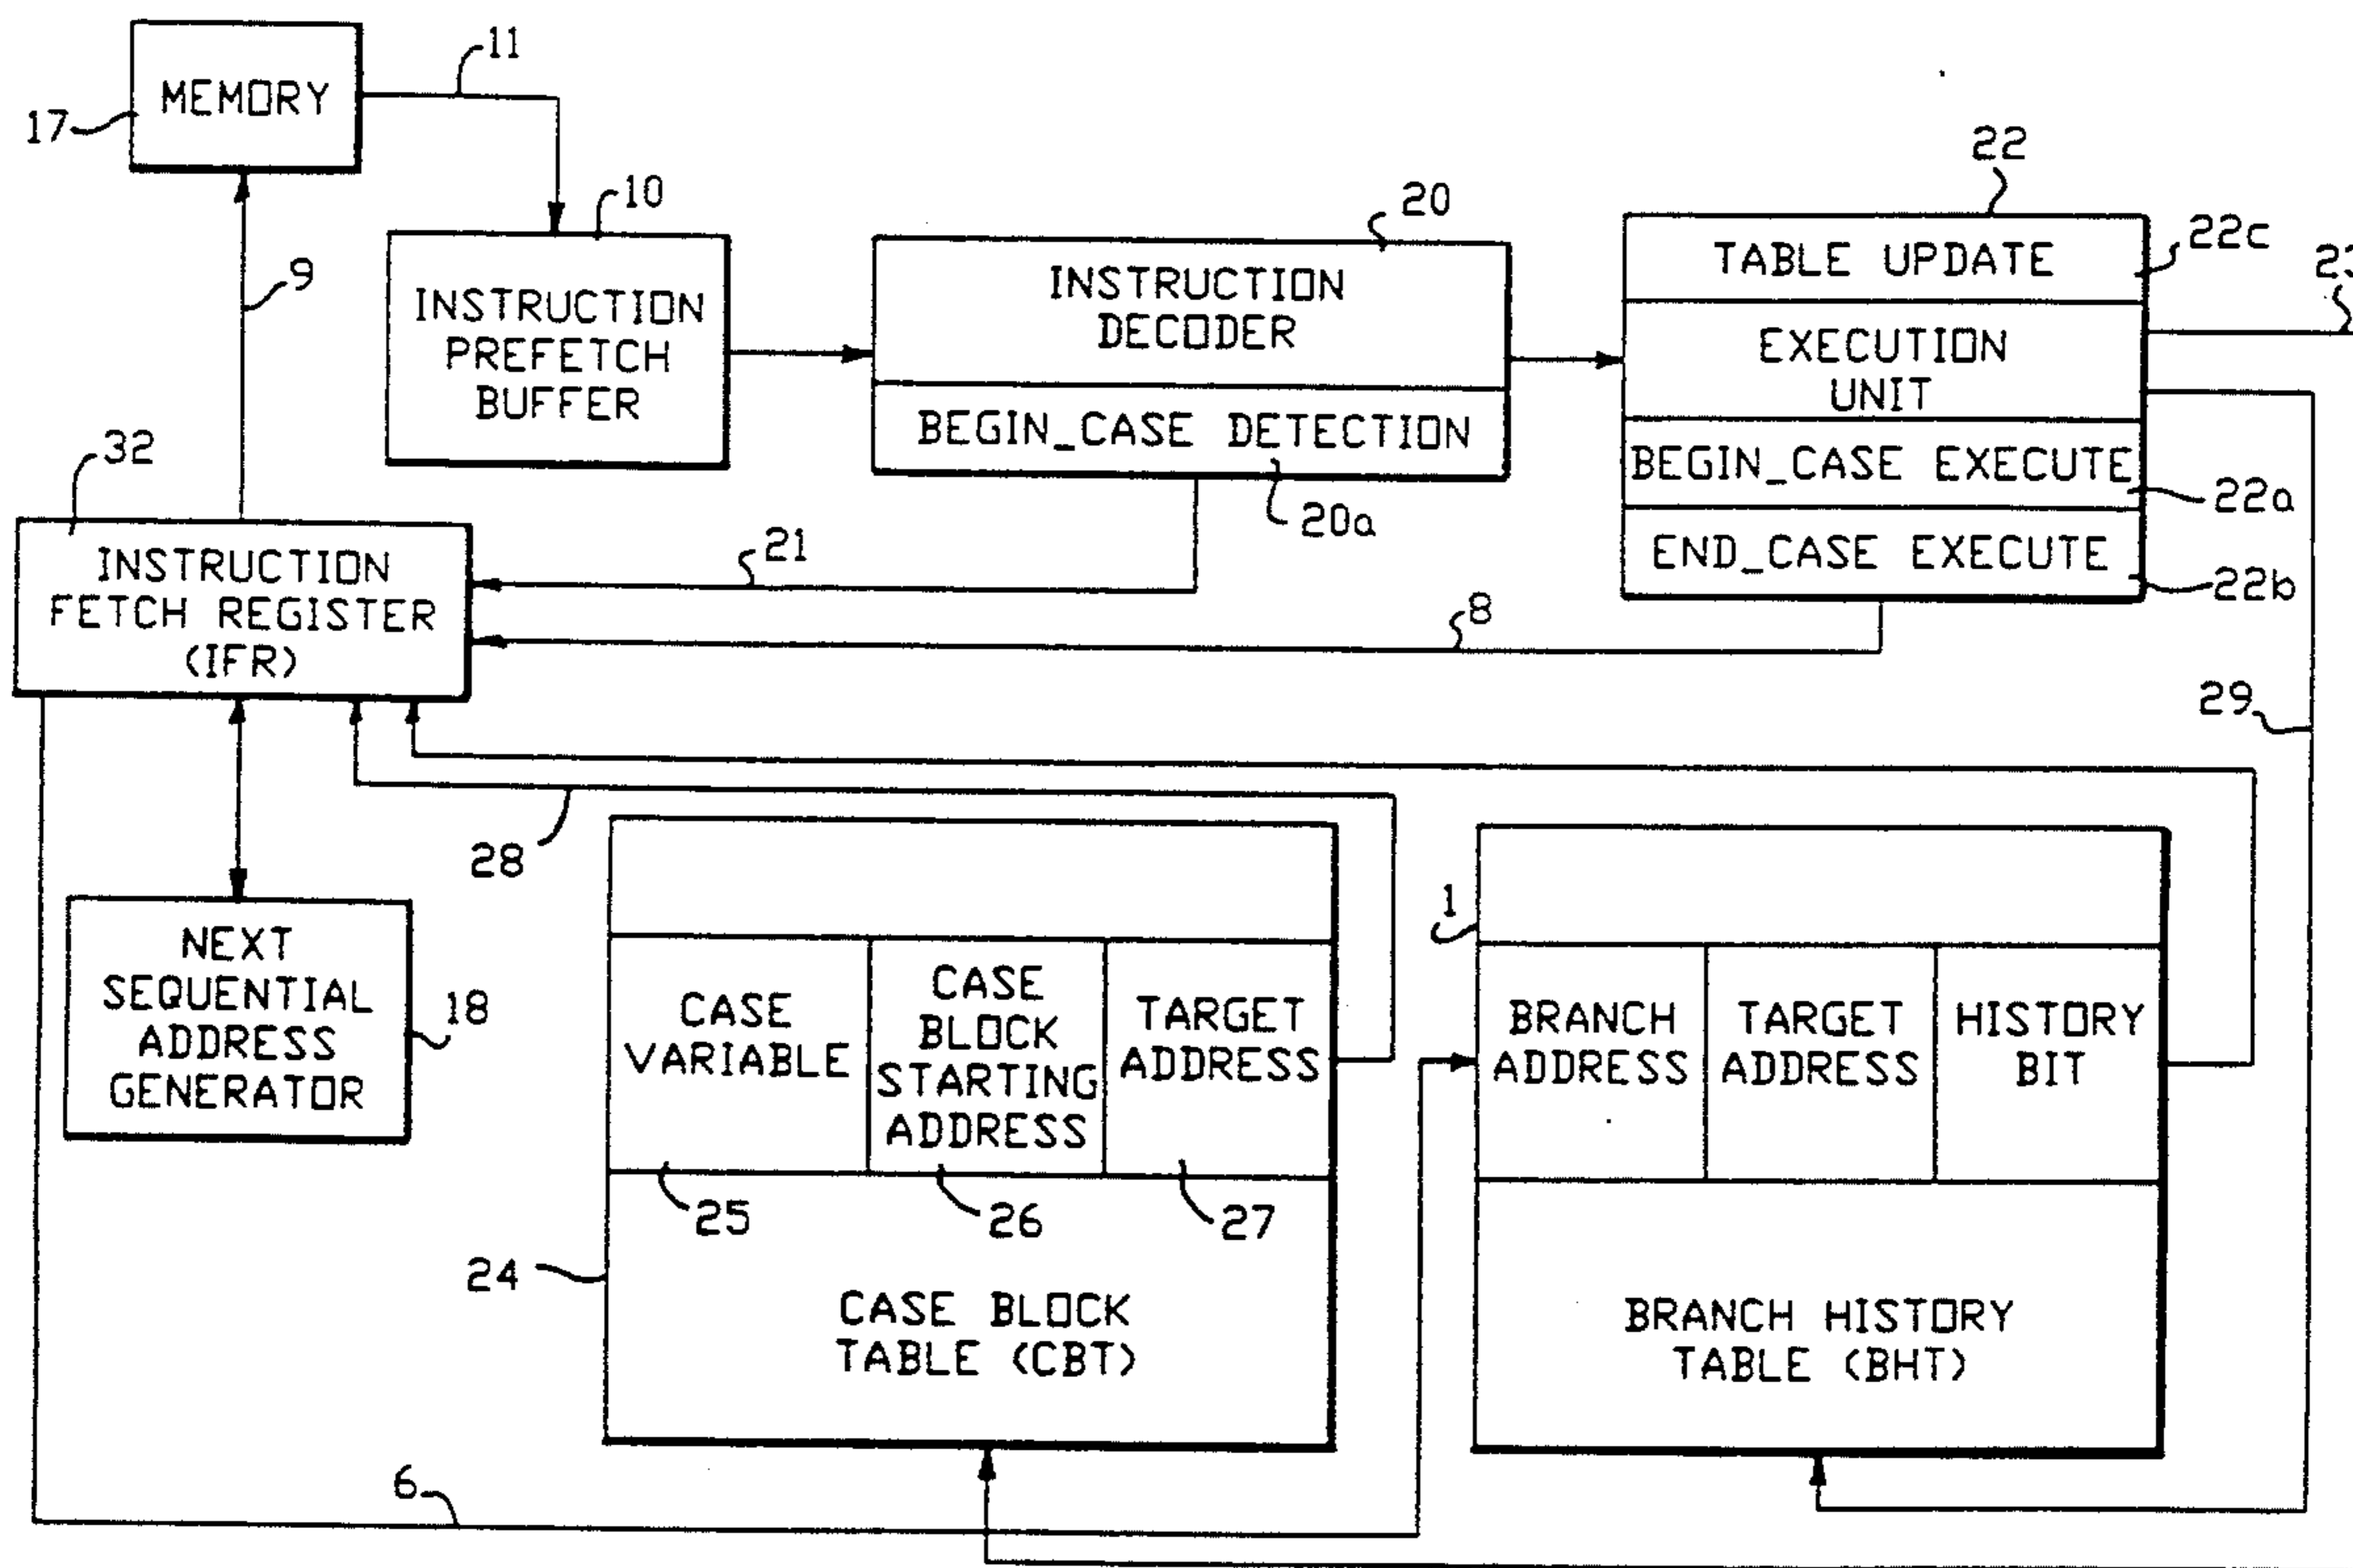 11
MEMORY
17
10
20
22
TABLE UPDATE
22c
23
9
INSTRUCTION
PREFETCH
BUFFER
INSTRUCTION
DECODER
EXECUTION
UNIT
BEGIN_CASE DETECTION
BEGIN_CASE EXECUTE
22a
20a
END_CASE EXECUTE
22b
32
INSTRUCTION
FETCH REGISTER
(IFR)
21
8
29
28
NEXT
SEQUENTIAL
ADDRESS
GENERATOR
18
CASE
VARIABLE
CASE
BLOCK
STARTING
ADDRESS
TARGET
ADDRESS
1
BRANCH
ADDRESS
TARGET
ADDRESS
HISTORY
BIT
25
26
27
24
CASE BLOCK
TABLE (CBT)
BRANCH HISTORY
TABLE (BHT)
6